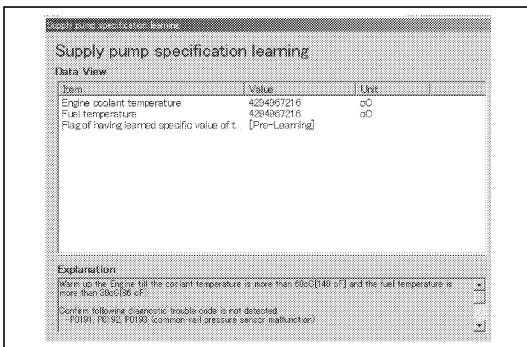 Supply pump specification learning
Supply pump specification learning
Data View
Item Value Unit
Engine coolant temperature 4294967216 oC
Fuel temperature 4294967216 oC
Flag of having learned specific value of t... [Pre-Learning]
Explanation
Warm up the Engine till the coolant temperature is more than 60oC[140 oF] and the fuel temperature is
more than 30oC[86 oF].
Confirm following diagnostic trouble code is not detected
-P0191, P0192, P0193 (common-rail pressure sensor malfunction)